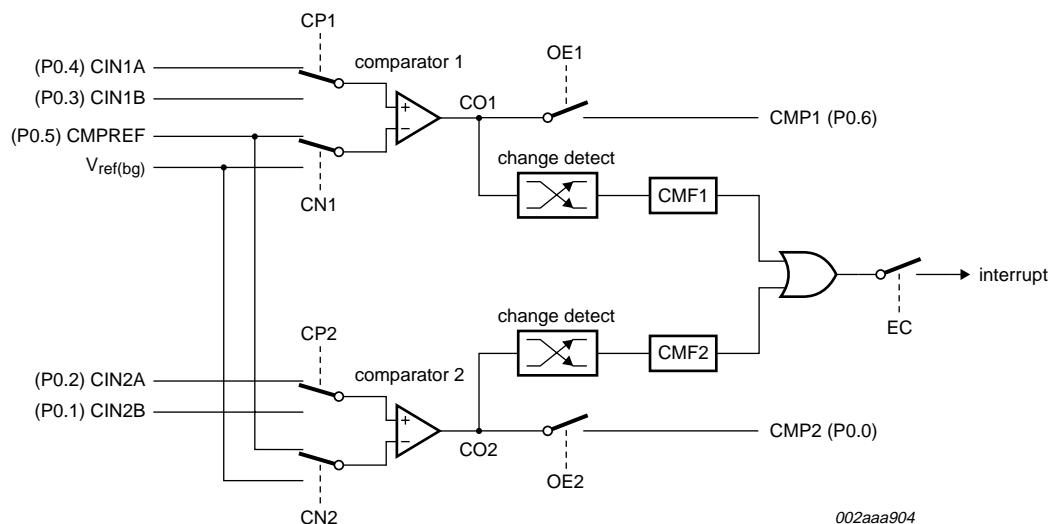 CP1
(P0.4) CIN1A
comparator 1
OE1
(P0.3) CIN1B
+
CO1
CMP1 (P0.6)
(P0.5) CMPREF
−
Vref(bg)
change detect
CN1
CMF1
interrupt
EC
CP2
change detect
CMF2
(P0.2) CIN2A
comparator 2
(P0.1) CIN2B
+
CMP2 (P0.0)
−
CO2
OE2
CN2
002aaa904